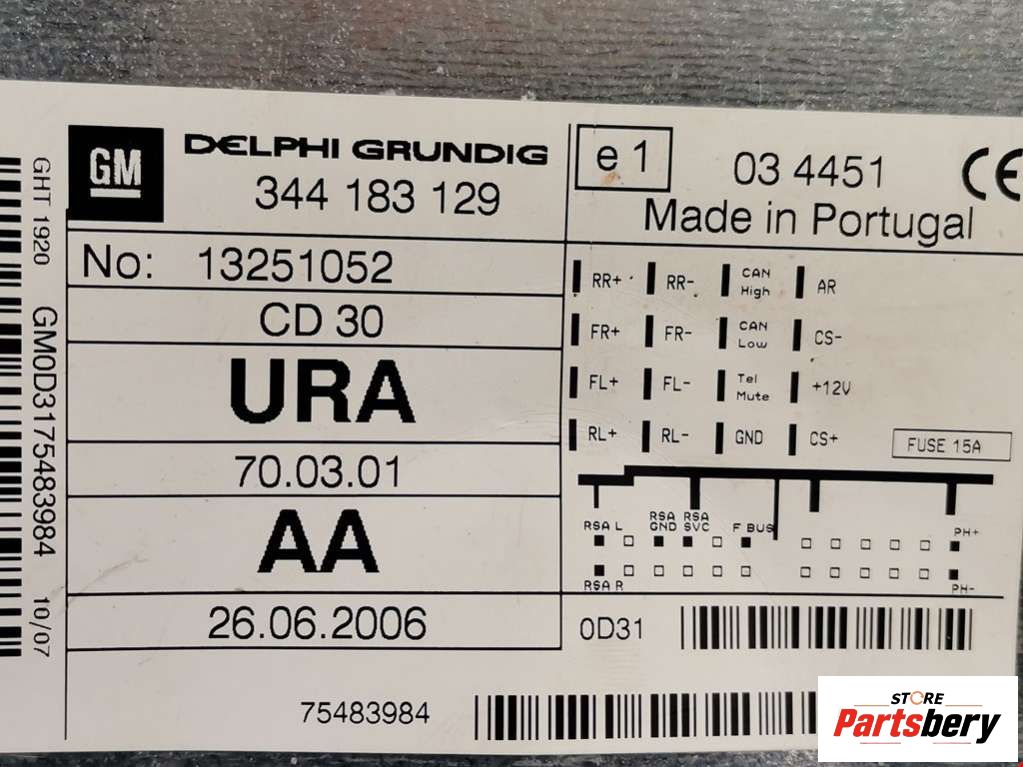 GM
DELPHI GRUNDIG
344 183 129
e 1
03 4451
CE
Made in Portugal
No: 13251052
CD 30
URA
70.03.01
AA
26.06.2006
RR+ RR- CAN High AR
FR+ FR- CAN Low CS-
FL+ FL- Tel Mute +12V
RL+ RL- GND CS+
FUSE 15A
RSA L RSA GND RSA SVC F BUS PH+
RSA R PH-
0D31
75483984
GHT 1920 GM0D3175483984 10/07
STORE
Partsbery